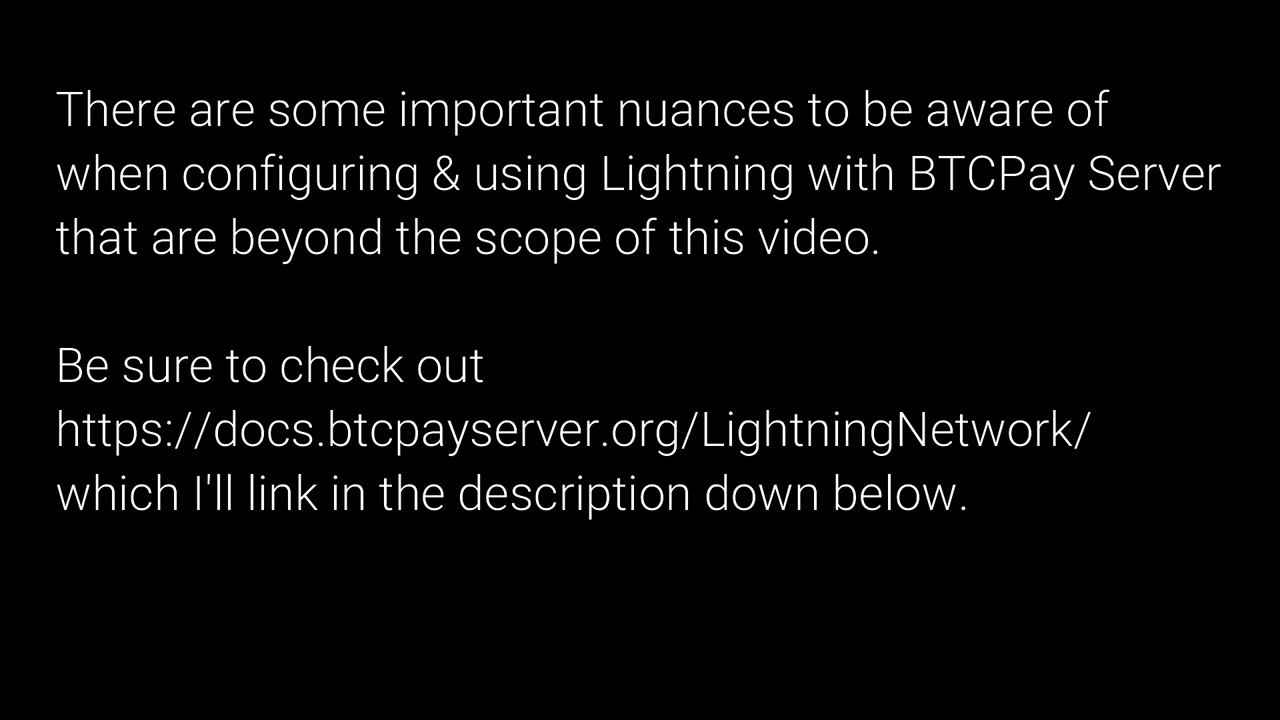 There are some important nuances to be aware of
when configuring & using Lightning with BTCPay Server
that are beyond the scope of this video.
Be sure to check out
https://docs.btcpayserver.org/LightningNetwork/
which I'll link in the description down below.